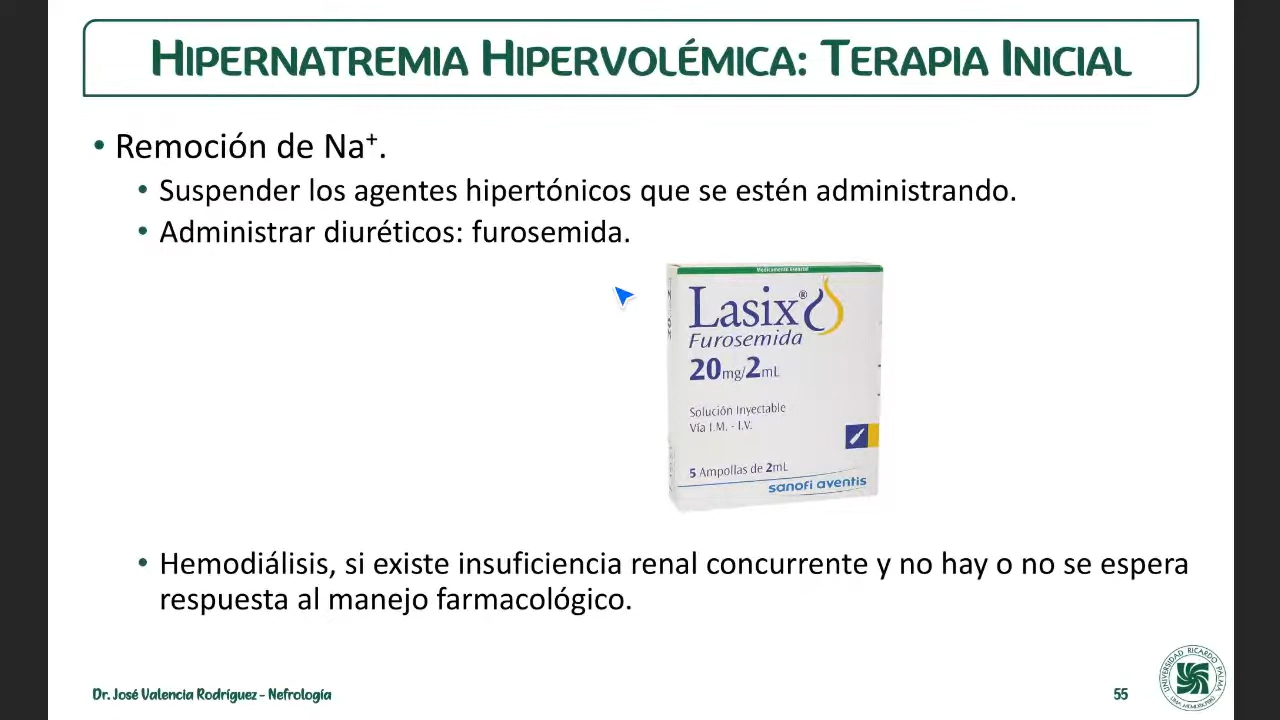 HIPERNATREMIA HIPERVOLÉMICA: TERAPIA INICIAL
• Remoción de Na⁺.
• Suspender los agentes hipertónicos que se estén administrando.
• Administrar diuréticos: furosemida.
Medicamento Esencial
Lasix®
Furosemida
20mg/2mL
Solución Inyectable
Vía I.M. - I.V.
5 Ampollas de 2mL
sanofi aventis
• Hemodiálisis, si existe insuficiencia renal concurrente y no hay o no se espera
respuesta al manejo farmacológico.
Dr. José Valencia Rodríguez - Nefrología
55
UNIVERSIDAD RICARDO PALMA